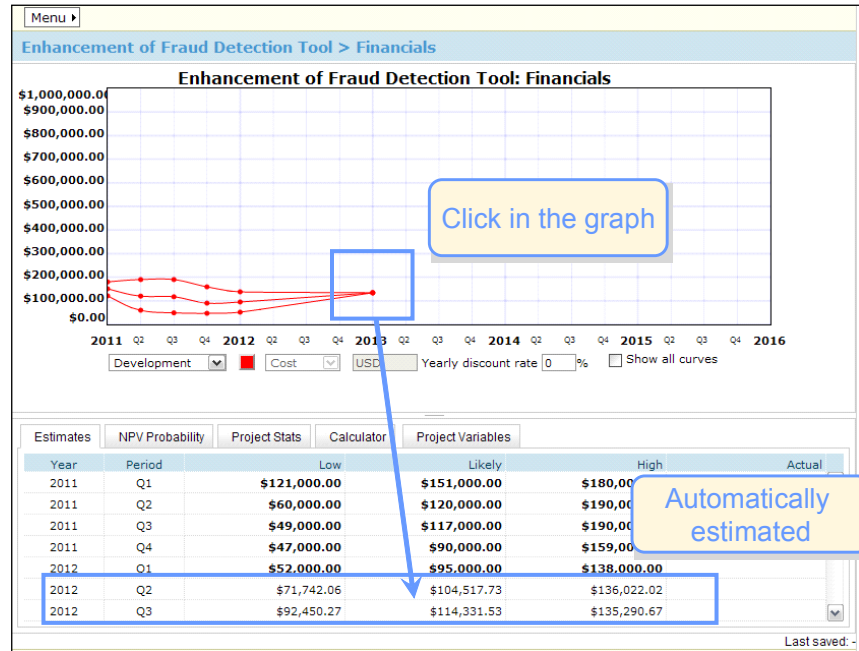 Menu
Enhancement of Fraud Detection Tool > Financials
Enhancement of Fraud Detection Tool: Financials
$1,000,000.0
$900,000.00
$800,000.00
$700,000.00
$600,000.00
$500,000.00
$400,000.00
$300,000.00
$200,000.00
$100,000.00
$0.00
Click in the graph
2011 Q2 Q3 Q4 2012 Q2 Q3 Q4 2013 Q2 Q3 Q4 2014 Q2 Q3 Q4 2015 Q2 Q3 Q4 2016
Development Cost USD Yearly discount rate 0 % Show all curves
Estimates NPV Probability Project Stats Calculator Project Variables
Year Period Low Likely High Actual
2011 Q1 $121,000.00 $151,000.00 $180,000
2011 Q2 $60,000.00 $120,000.00 $190,00
2011 Q3 $49,000.00 $117,000.00 $190,00
2011 Q4 $47,000.00 $90,000.00 $159,00
Automatically
estimated
2012 Q1 $52,000.00 $95,000.00 $138,000.00
2012 Q2 $71,742.06 $104,517.73 $136,022.02
2012 Q3 $92,450.27 $114,331.53 $135,290.67
Last saved: -